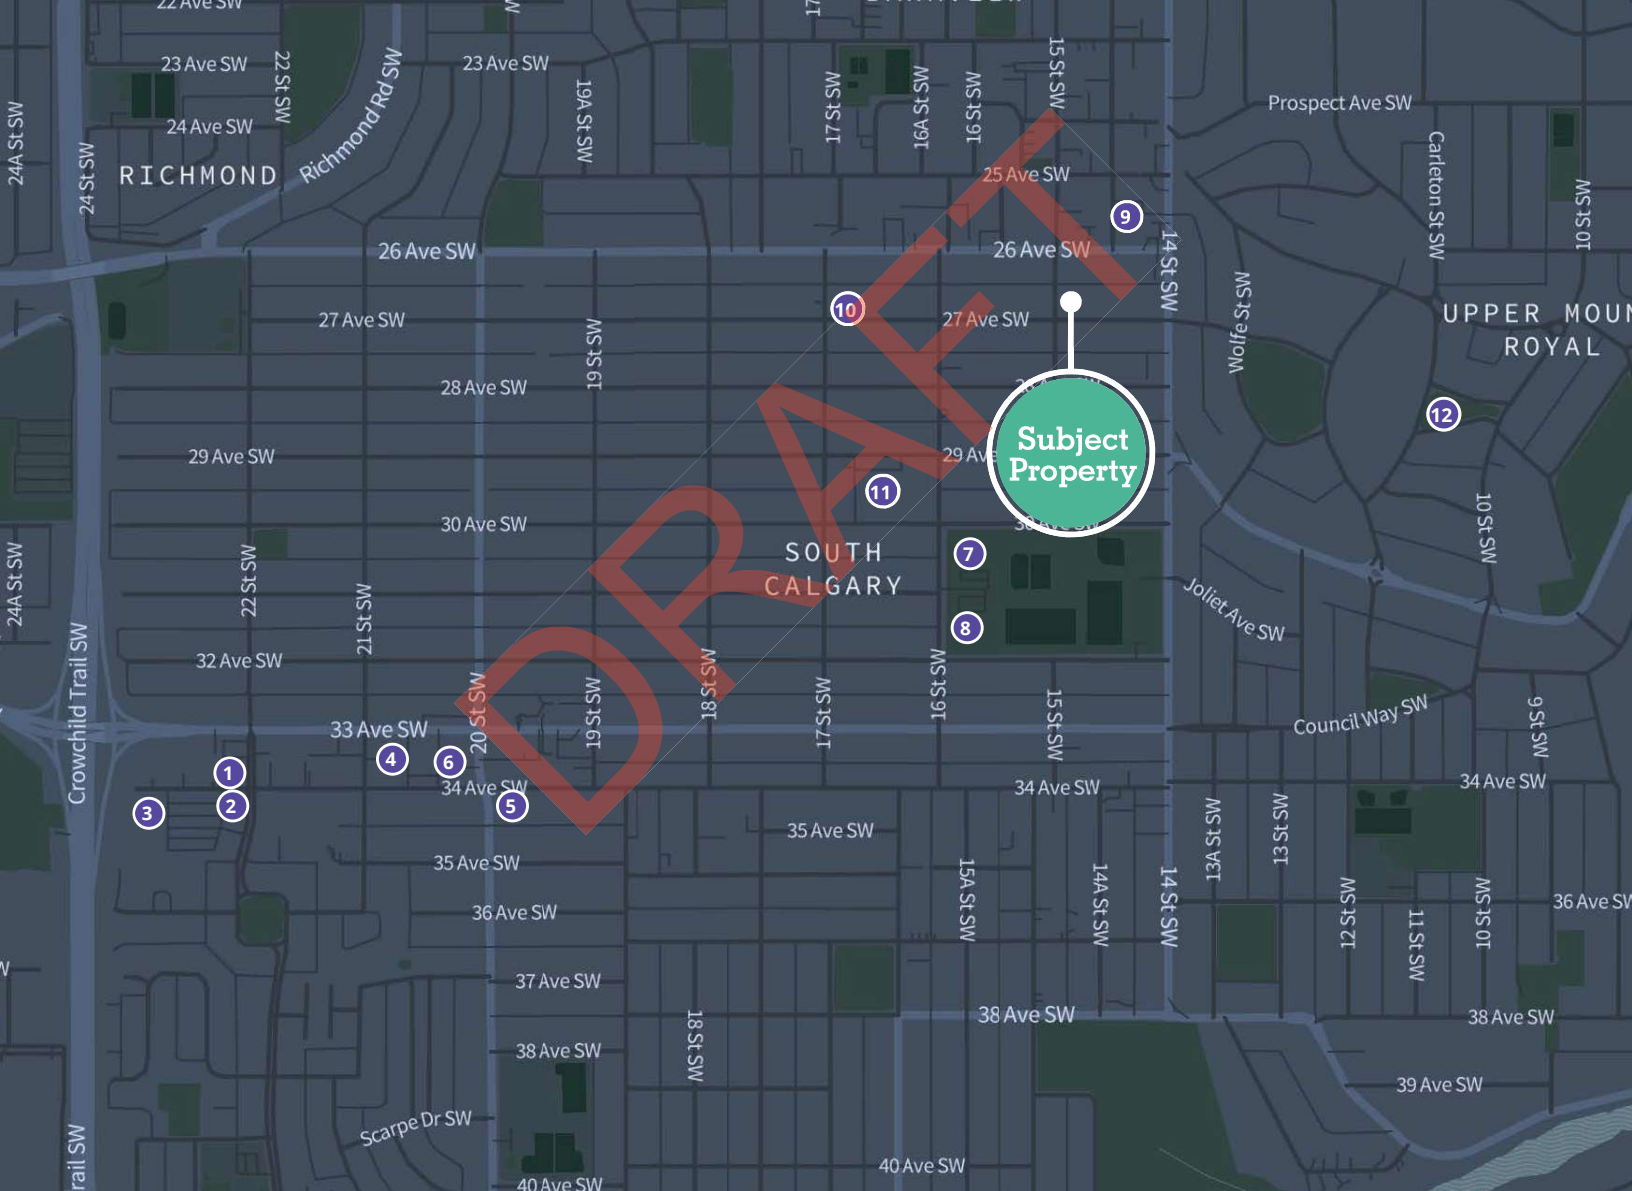 22 Ave SW
23 Ave SW
22 St SW
Richmond Rd SW
23 Ave SW
19A St SW
17 St SW
16A St SW
16 St SW
15 St SW
Prospect Ave SW
24A St SW
24 Ave SW
24 St SW
RICHMOND
25 Ave SW
Carleton St SW
10 St SW
9
26 Ave SW
26 Ave SW
14 St SW
Wolfe St SW
10
27 Ave SW
27 Ave SW
19 St SW
UPPER MOUN
ROYAL
28 Ave SW
12
Subject
Property
29 Ave SW
29 Ave
11
30 Ave SW
30 Ave SW
10 St SW
SOUTH
CALGARY
7
8
24A St SW
22 St SW
21 St SW
Joliet Ave SW
32 Ave SW
Crowchild Trail SW
33 Ave SW
20 St SW
19 St SW
18 St SW
17 St SW
16 St SW
15 St SW
Council Way SW
9 St SW
1
2
3
4
6
34 Ave SW
5
34 Ave SW
34 Ave SW
35 Ave SW
13A St SW
13 St SW
35 Ave SW
15A St SW
14A St SW
14 St SW
12 St SW
11 St SW
10 St SW
36 Ave SW
36 Ave SW
37 Ave SW
W
18 St SW
38 Ave SW
38 Ave SW
38 Ave SW
39 Ave SW
Scarpe Dr SW
rail SW
40 Ave SW
40 Ave SW
DRAFT